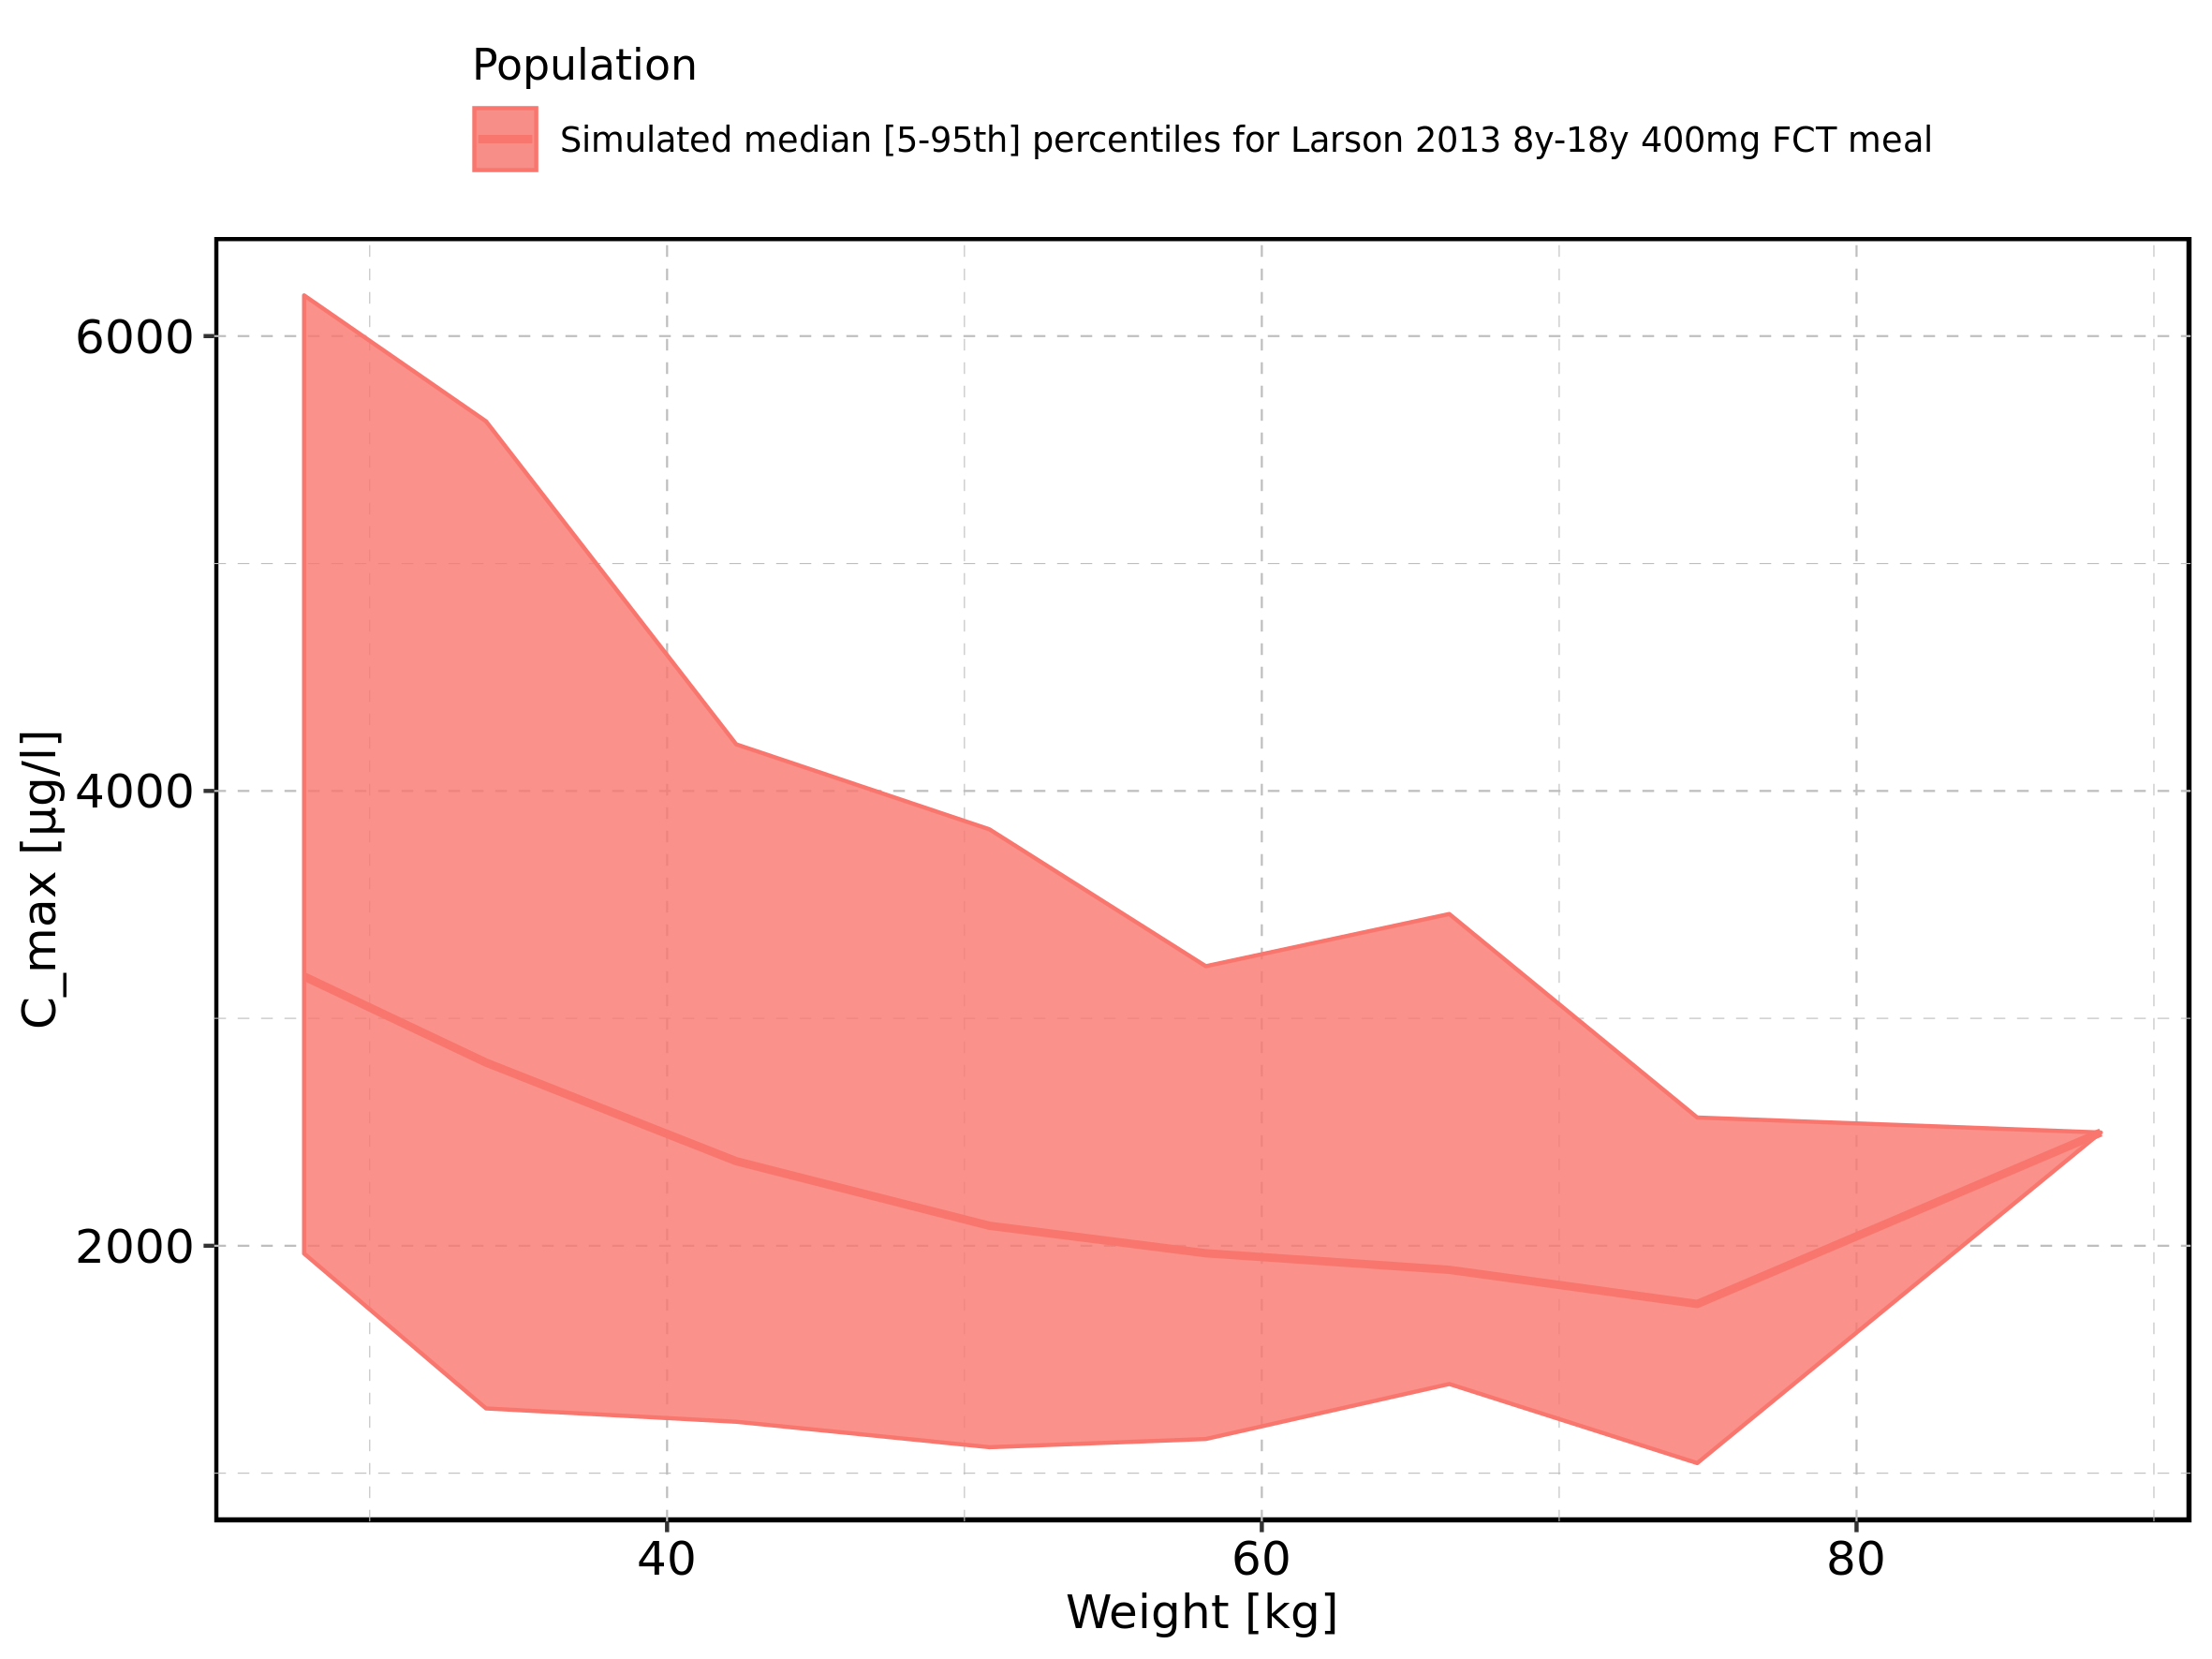 Population
Simulated median [5-95th] percentiles for Larson 2013 8y-18y 400mg FCT meal
C_max [µg/l]
6000
4000
2000
40
60
80
Weight [kg]